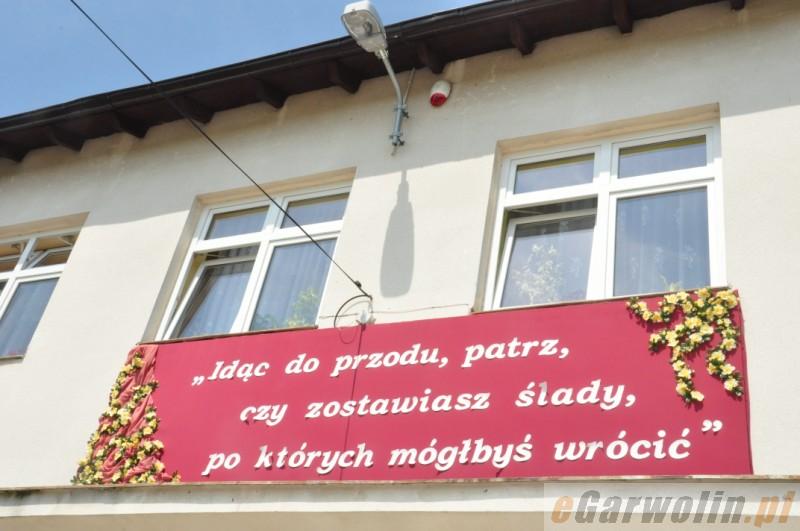 „Idąc do przodu, patrz,
czy zostawiasz ślady,
po których mógłbyś wrócić”
eGarwolin.pl